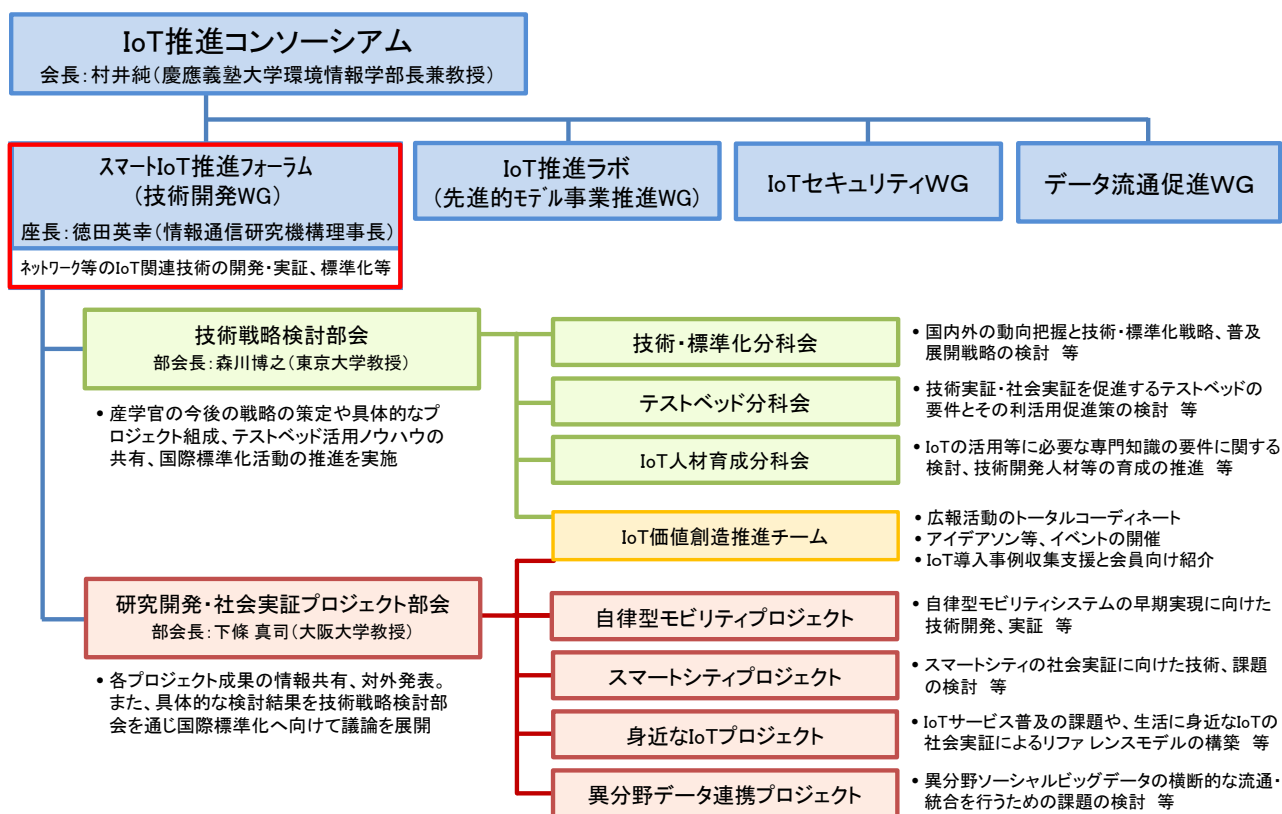 IoT推進コンソーシアム
会長:村井純(慶應義塾大学環境情報学部長兼教授)
スマートIoT推進フォーラム
(技術開発WG)
座長:徳田英幸(情報通信研究機構理事長)
ネットワーク等のIoT関連技術の開発・実証、標準化等
IoT推進ラボ
(先進的モデル事業推進WG)
IoTセキュリティWG
データ流通促進WG
技術戦略検討部会
部会長:森川博之(東京大学教授)
• 産学官の今後の戦略の策定や具体的なプ
ロジェクト組成、テストベッド活用ノウハウの
共有、国際標準化活動の推進を実施
技術・標準化分科会
• 国内外の動向把握と技術・標準化戦略、普及
展開戦略の検討 等
テストベッド分科会
• 技術実証・社会実証を促進するテストベッドの
要件とその利活用促進策の検討 等
IoT人材育成分科会
• IoTの活用等に必要な専門知識の要件に関する
検討、技術開発人材等の育成の推進 等
IoT価値創造推進チーム
• 広報活動のトータルコーディネート
• アイデアソン等、イベントの開催
• IoT導入事例収集支援と会員向け紹介
研究開発・社会実証プロジェクト部会
部会長:下條 真司(大阪大学教授)
• 各プロジェクト成果の情報共有、対外発表。
また、具体的な検討結果を技術戦略検討部
会を通じ国際標準化へ向けて議論を展開
自律型モビリティプロジェクト
• 自律型モビリティシステムの早期実現に向けた
技術開発、実証 等
スマートシティプロジェクト
• スマートシティの社会実証に向けた技術、課題
の検討 等
身近なIoTプロジェクト
• IoTサービス普及の課題や、生活に身近なIoTの
社会実証によるリファレンスモデルの構築 等
異分野データ連携プロジェクト
• 異分野ソーシャルビッグデータの横断的な流通・
統合を行うための課題の検討 等